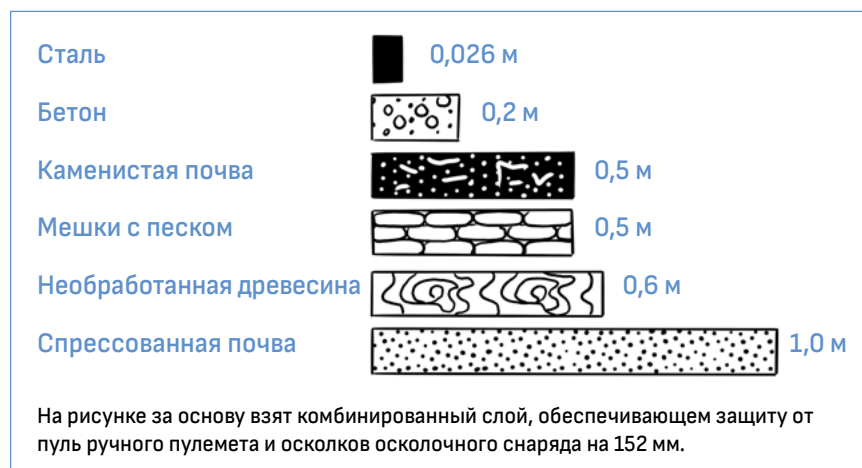 Сталь 0,026 м
Бетон 0,2 м
Каменистая почва 0,5 м
Мешки с песком 0,5 м
Необработанная древесина 0,6 м
Спрессованная почва 1,0 м
На рисунке за основу взят комбинированный слой, обеспечивающем защиту от
пуль ручного пулемета и осколков осколочного снаряда на 152 мм.